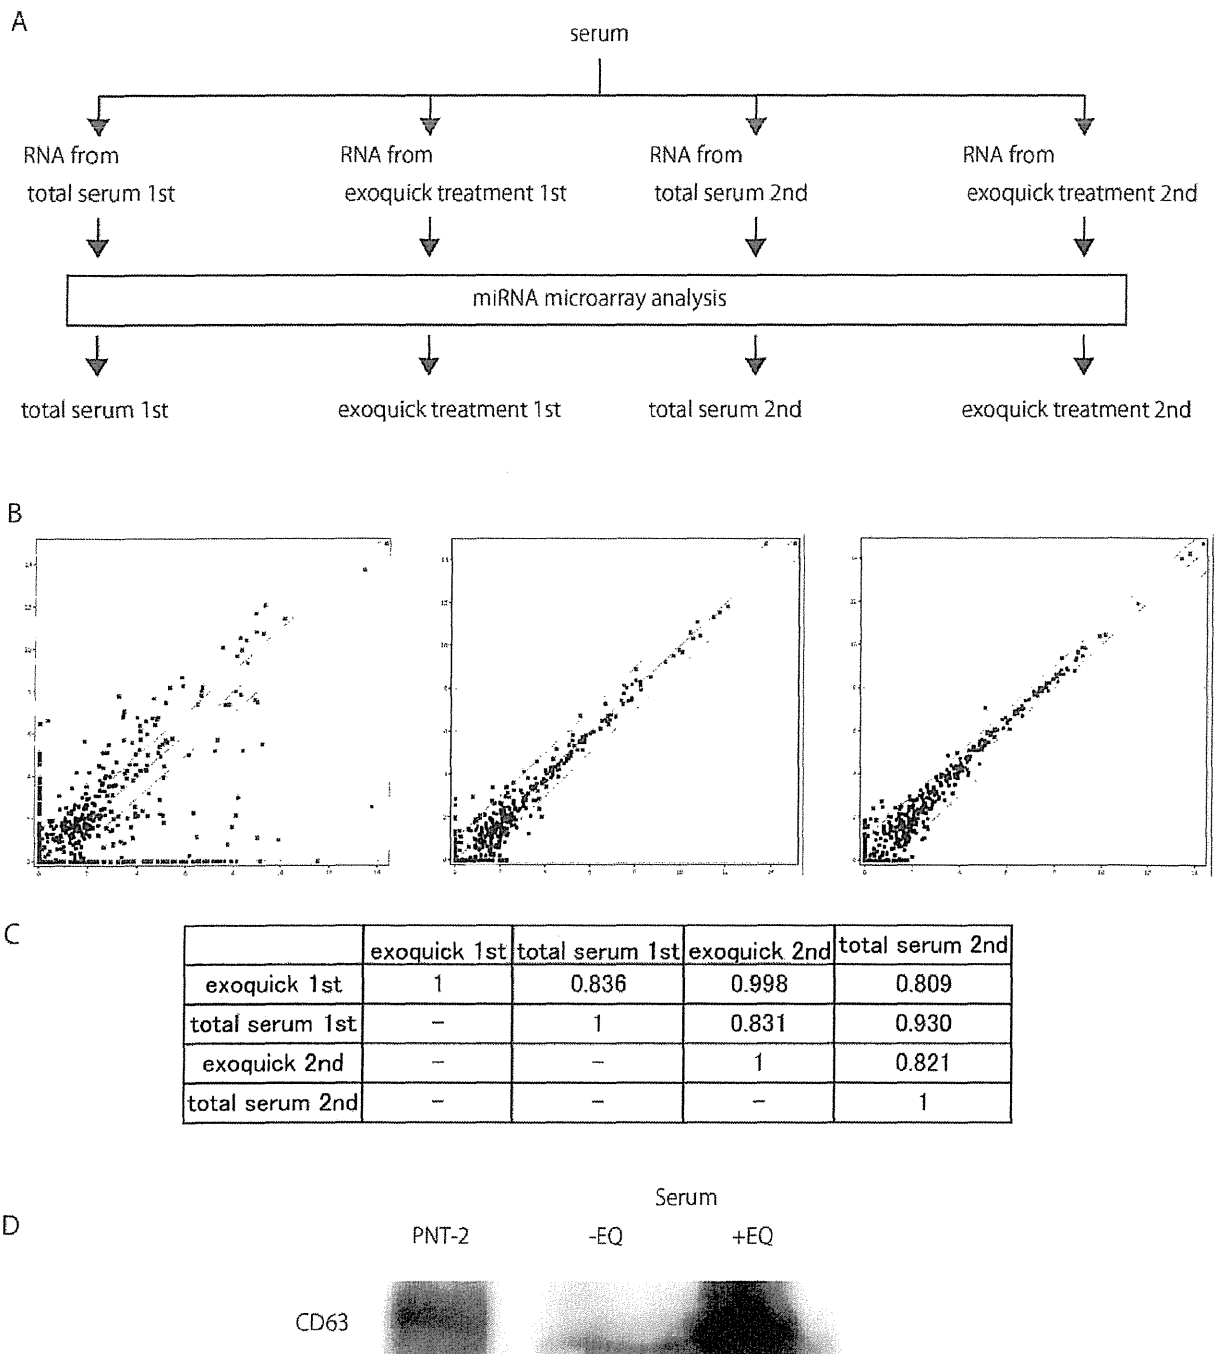 A
serum
RNA from RNA from RNA from RNA from
total serum 1st exoquick treatment 1st total serum 2nd exoquick treatment 2nd
miRNA microarray analysis
total serum 1st exoquick treatment 1st total serum 2nd exoquick treatment 2nd
B
C
exoquick 1st total serum 1st exoquick 2nd total serum 2nd
exoquick 1st 1 0.836 0.998 0.809
total serum 1st – 1 0.831 0.930
exoquick 2nd – – 1 0.821
total serum 2nd – – – 1
Serum
D
PNT-2 -EQ +EQ
CD63